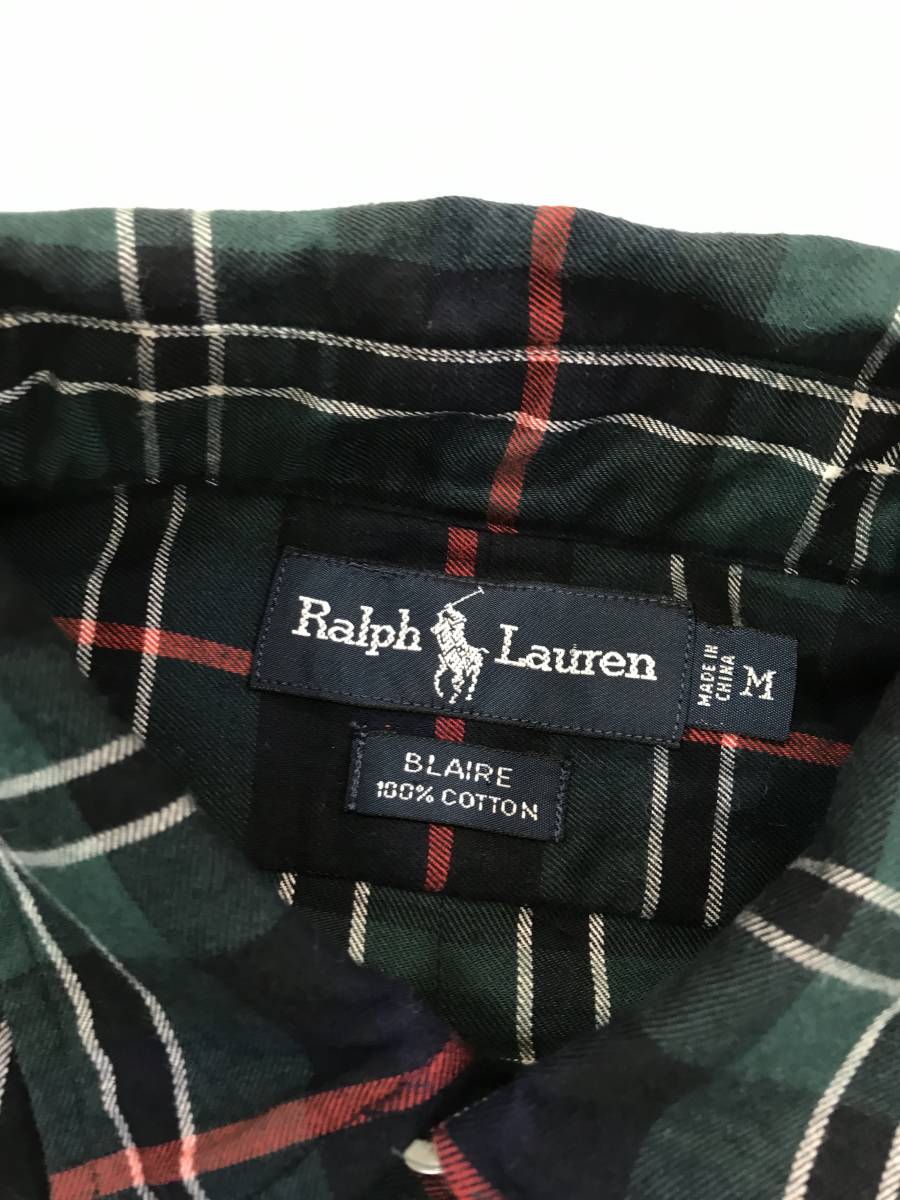 Ralph Lauren
MADE IN
CHINA
M
BLAIRE
100% COTTON